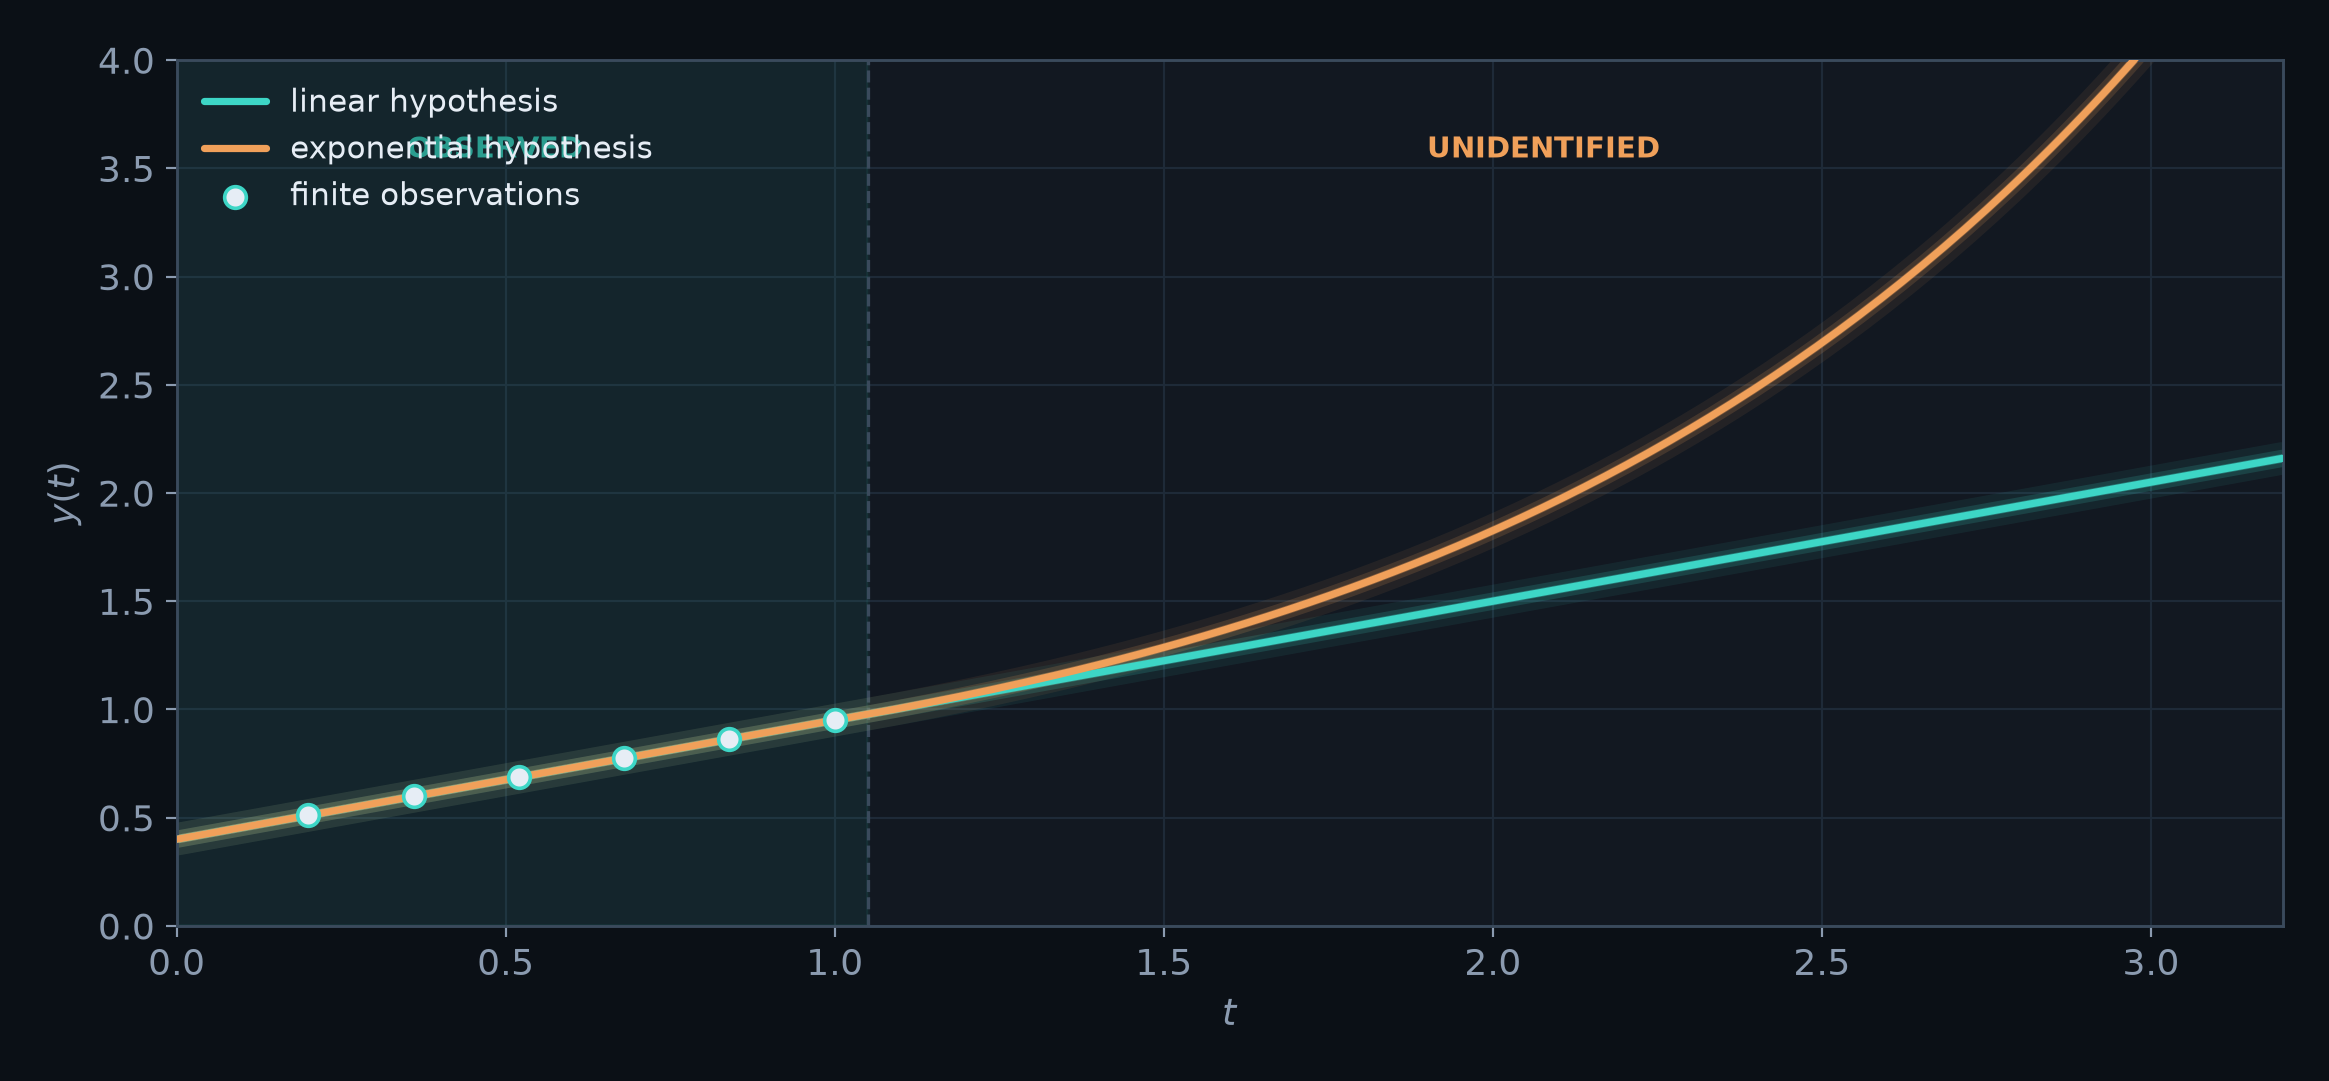 4.0
3.5
3.0
2.5
2.0
1.5
1.0
0.5
0.0
y(t)
linear hypothesis
exponential hypothesis
OBSERVED
finite observations
UNIDENTIFIED
0.0 0.5 1.0 1.5 2.0 2.5 3.0
t